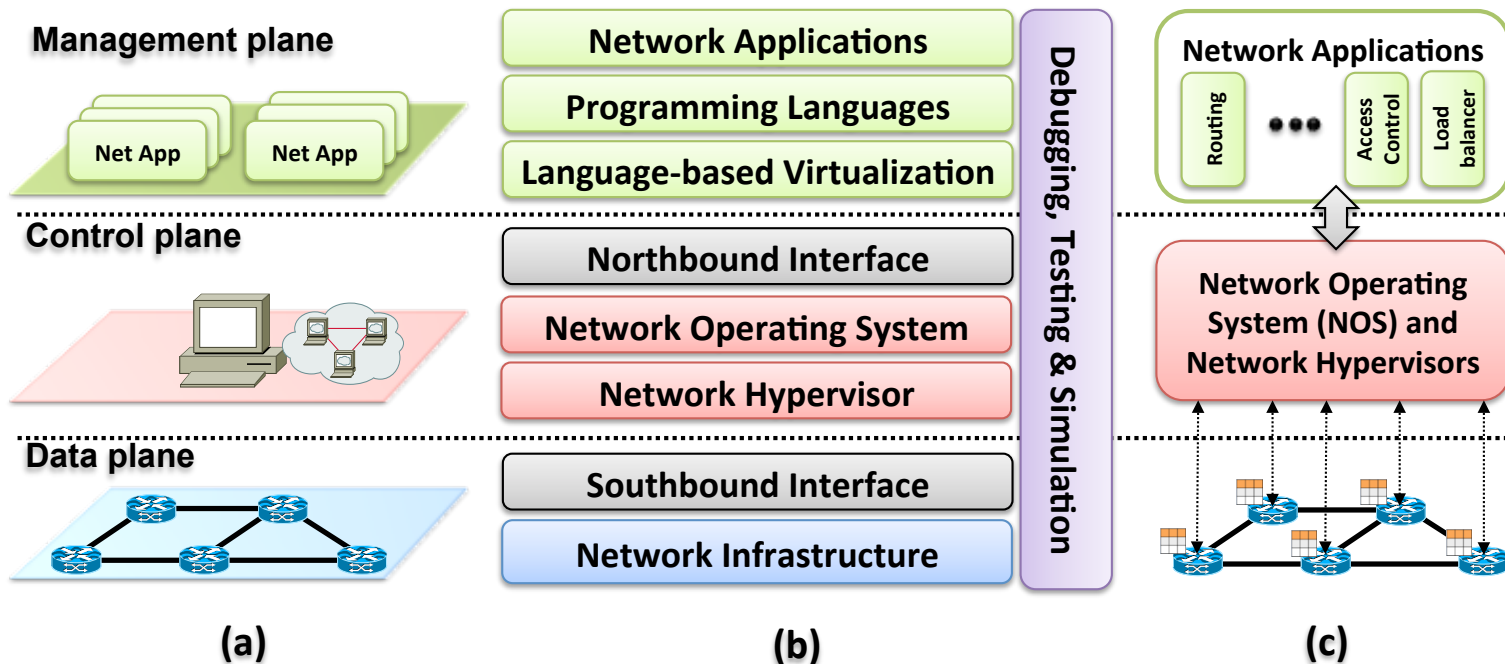 Management plane
Net App
Net App
Control plane
Data plane
(a)
Network Applications
Programming Languages
Language-based Virtualization
Northbound Interface
Network Operating System
Network Hypervisor
Southbound Interface
Network Infrastructure
Debugging, Testing & Simulation
(b)
Network Applications
Routing
Access
Control
Load
balancer
Network Operating
System (NOS) and
Network Hypervisors
(c)